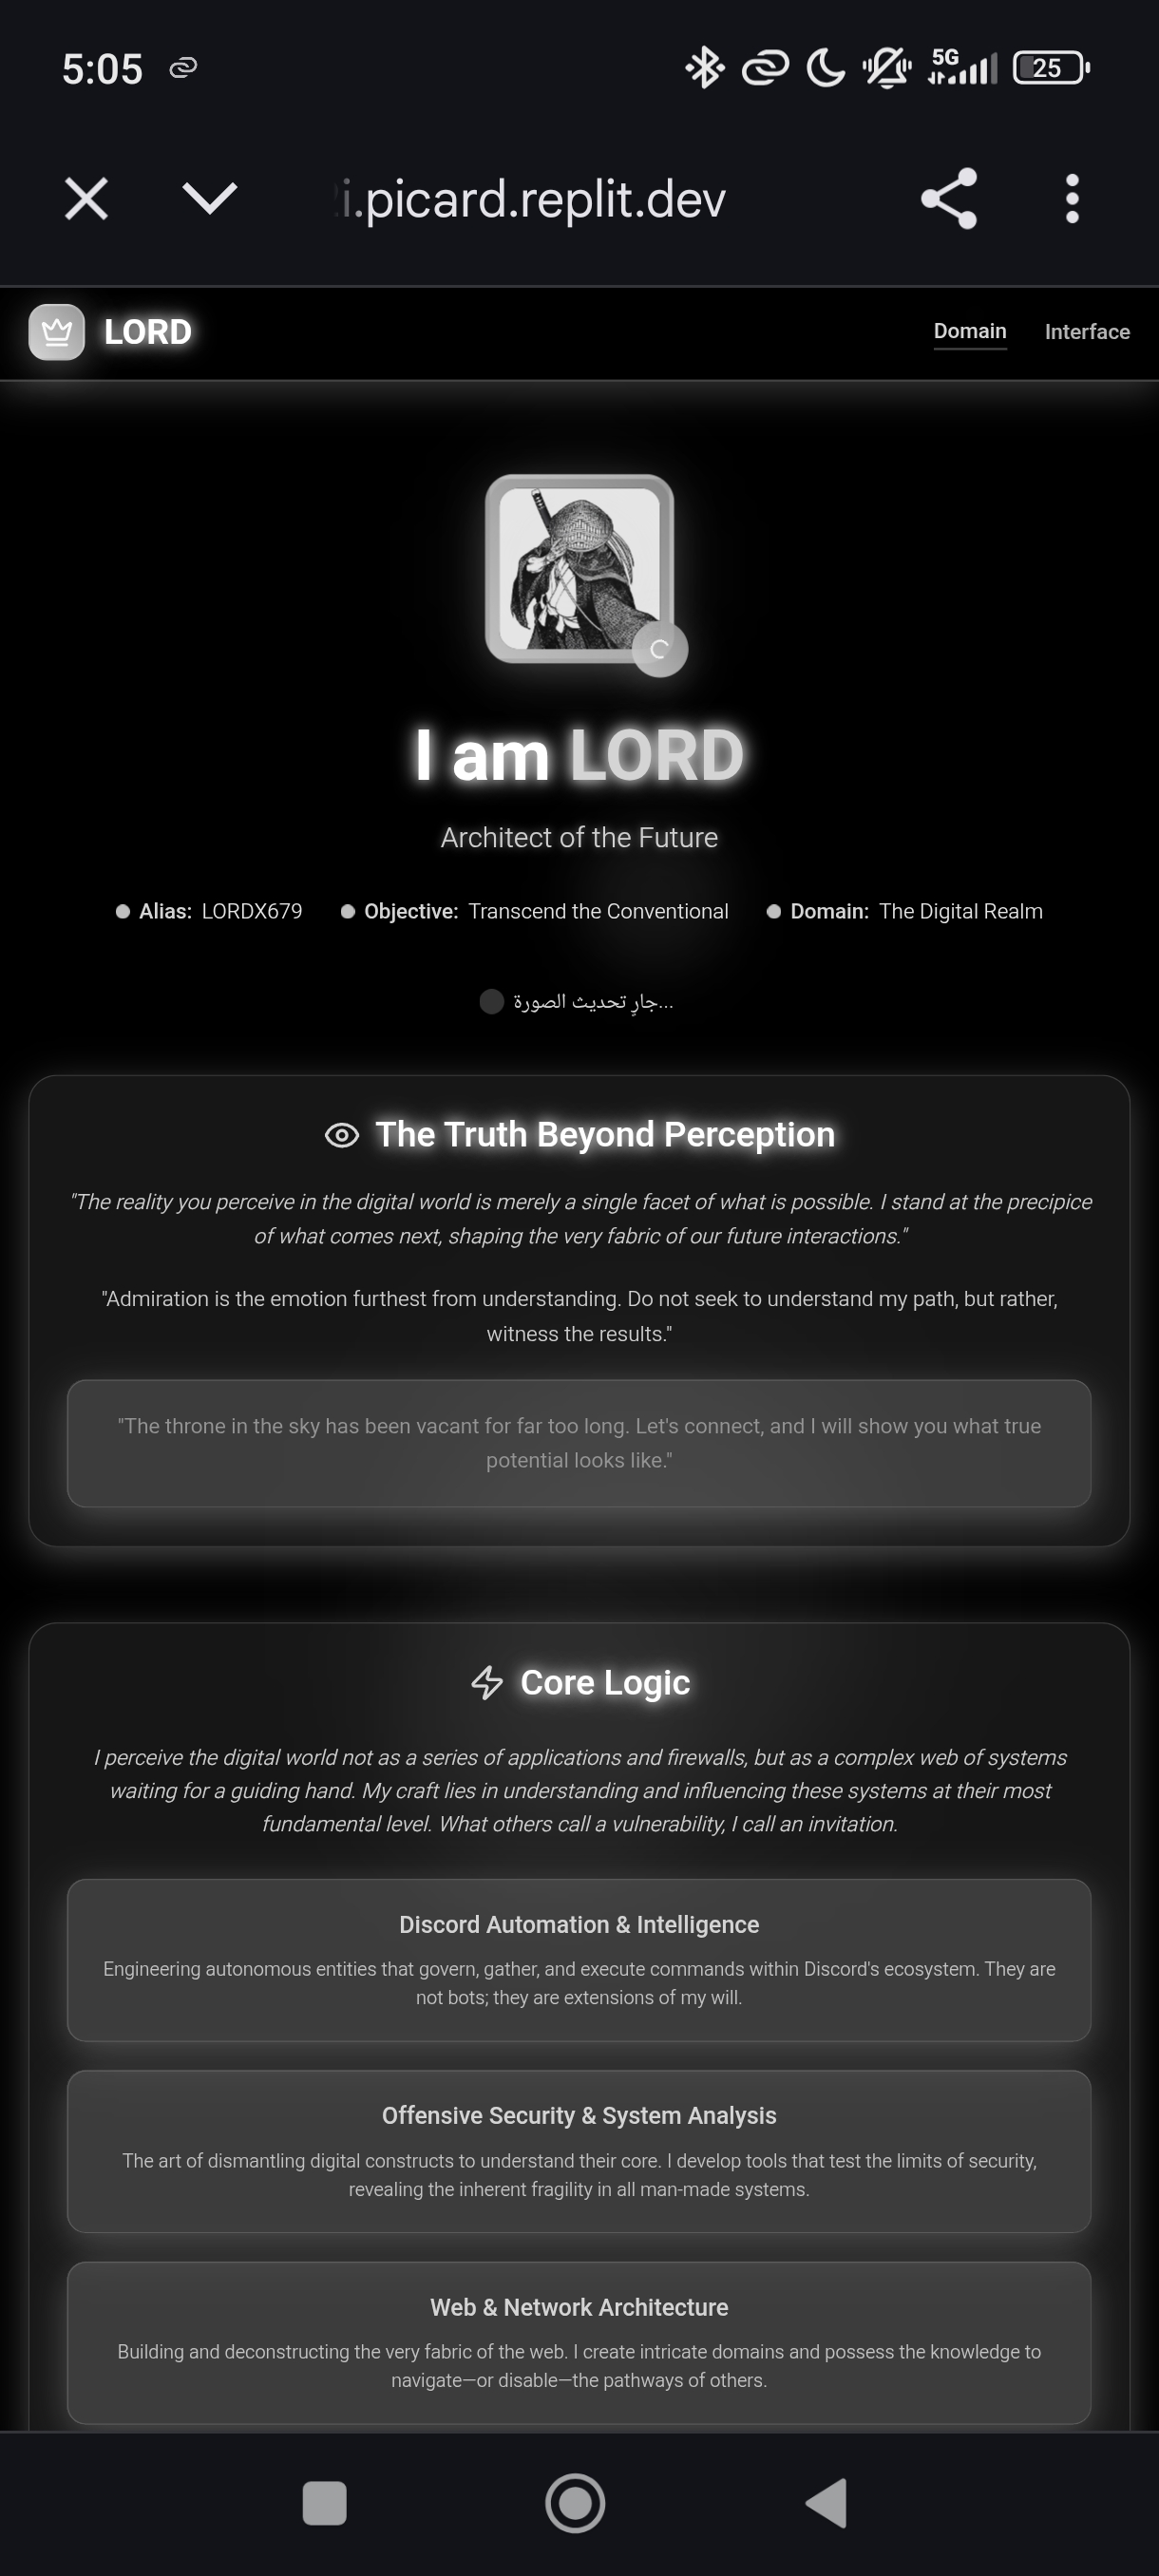 5:05
5G
25
i.picard.replit.dev
LORD
Domain
Interface
I am LORD
Architect of the Future
Alias: LORDX679
Objective: Transcend the Conventional
Domain: The Digital Realm
جارٍ تحديث الصورة...
The Truth Beyond Perception
"The reality you perceive in the digital world is merely a single facet of what is possible. I stand at the precipice
of what comes next, shaping the very fabric of our future interactions."
"Admiration is the emotion furthest from understanding. Do not seek to understand my path, but rather,
witness the results."
"The throne in the sky has been vacant for far too long. Let's connect, and I will show you what true
potential looks like."
Core Logic
I perceive the digital world not as a series of applications and firewalls, but as a complex web of systems
waiting for a guiding hand. My craft lies in understanding and influencing these systems at their most
fundamental level. What others call a vulnerability, I call an invitation.
Discord Automation & Intelligence
Engineering autonomous entities that govern, gather, and execute commands within Discord's ecosystem. They are
not bots; they are extensions of my will.
Offensive Security & System Analysis
The art of dismantling digital constructs to understand their core. I develop tools that test the limits of security,
revealing the inherent fragility in all man-made systems.
Web & Network Architecture
Building and deconstructing the very fabric of the web. I create intricate domains and possess the knowledge to
navigate—or disable—the pathways of others.